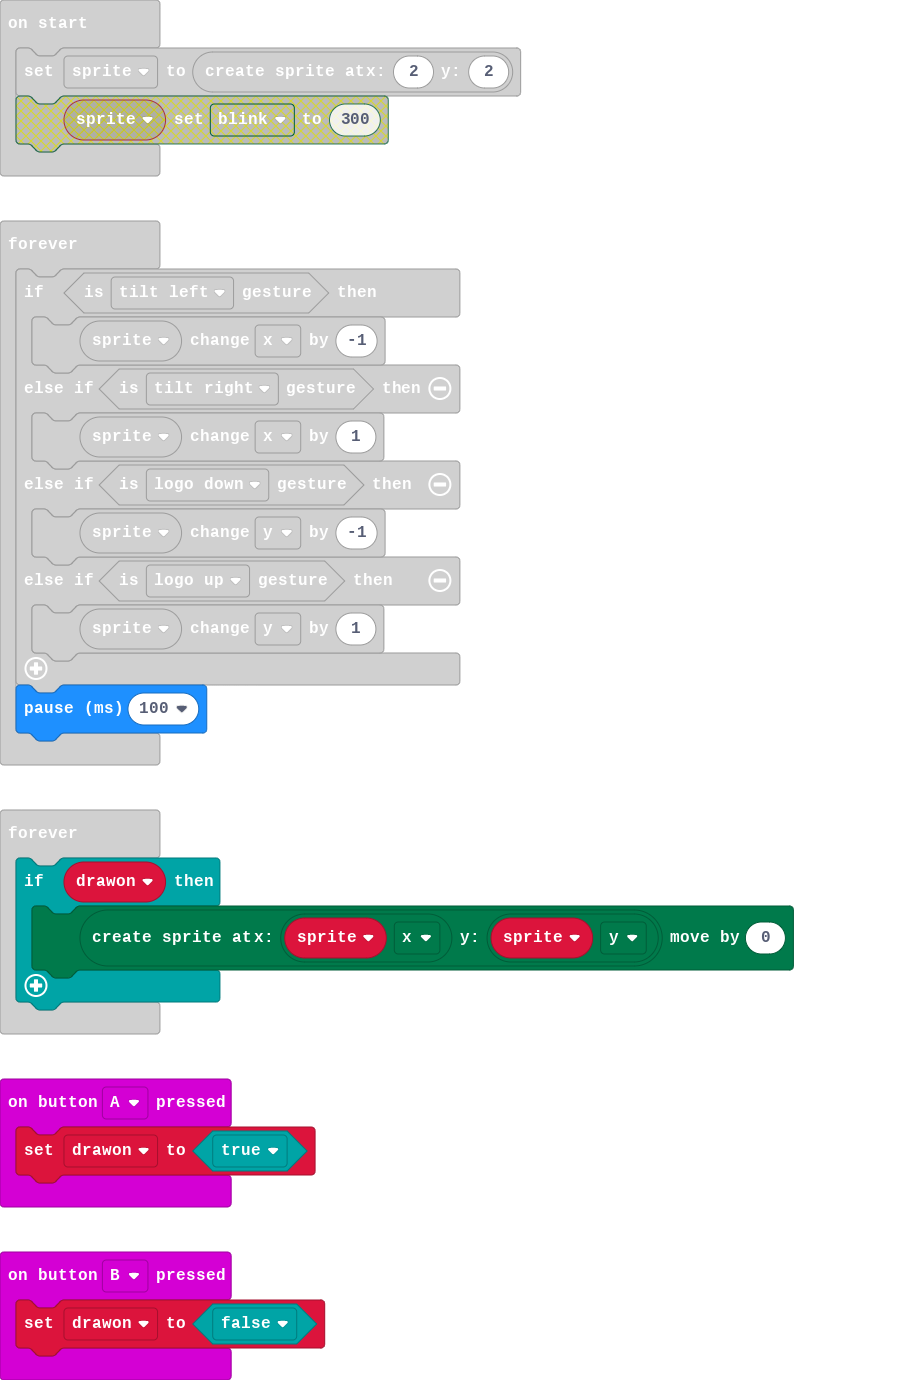 on start
set sprite to create sprite at x: 2 y: 2
sprite set blink to 300
forever
if is tilt left gesture then
sprite change x by -1
else if is tilt right gesture then
sprite change x by 1
else if is logo down gesture then
sprite change y by -1
else if is logo up gesture then
sprite change y by 1
pause (ms) 100
forever
if drawon then
create sprite at x: sprite x y: sprite y move by 0
on button A pressed
set drawon to true
on button B pressed
set drawon to false